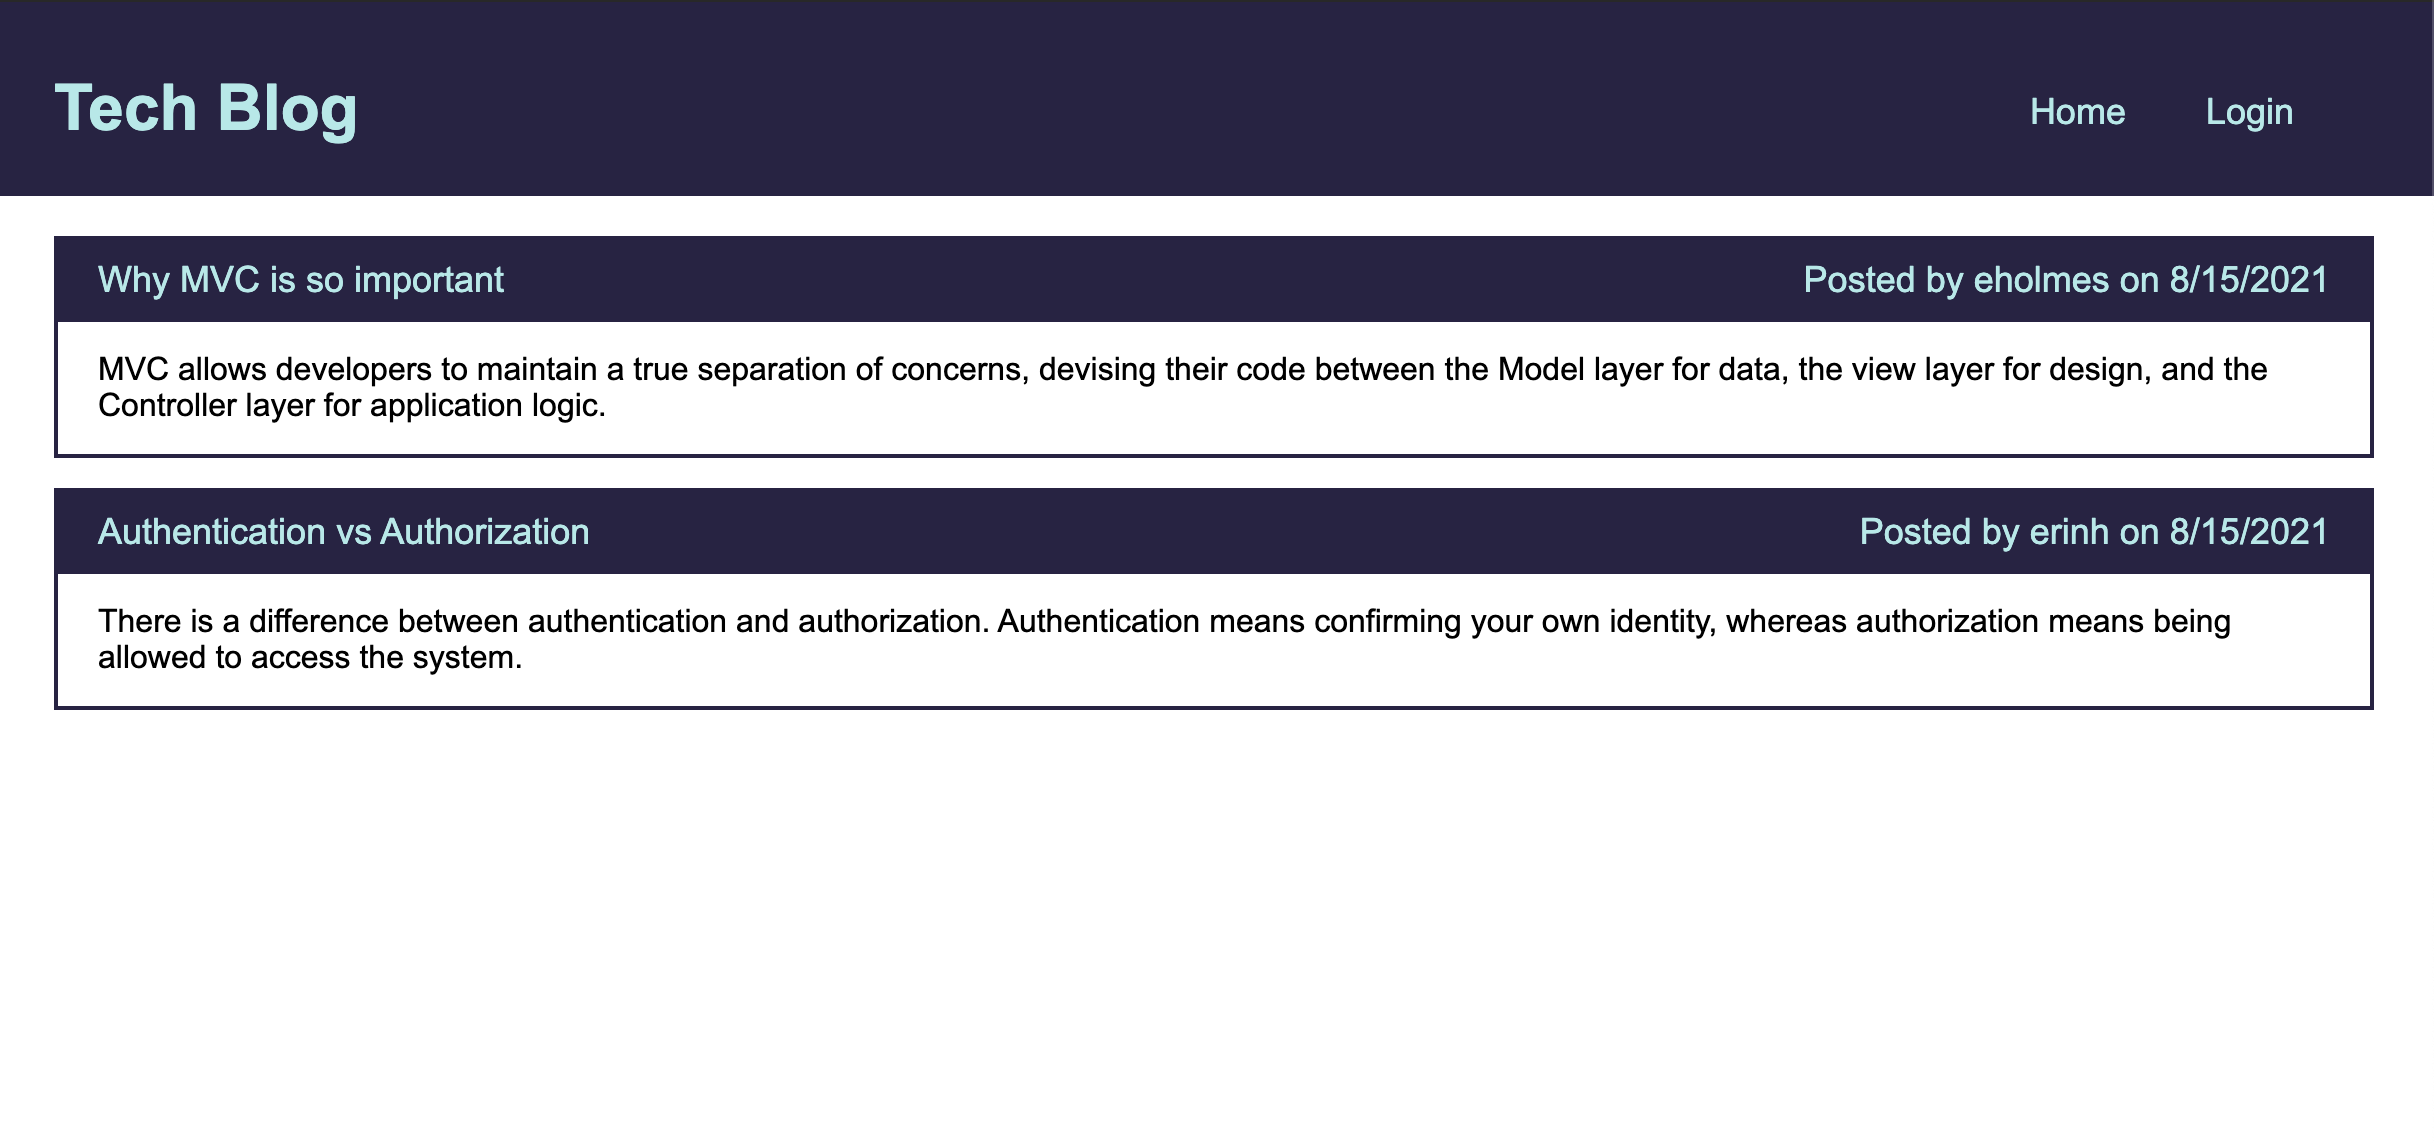 Tech Blog
Home Login
Why MVC is so important Posted by eholmes on 8/15/2021
MVC allows developers to maintain a true separation of concerns, devising their code between the Model layer for data, the view layer for design, and the
Controller layer for application logic.
Authentication vs Authorization Posted by erinh on 8/15/2021
There is a difference between authentication and authorization. Authentication means confirming your own identity, whereas authorization means being
allowed to access the system.